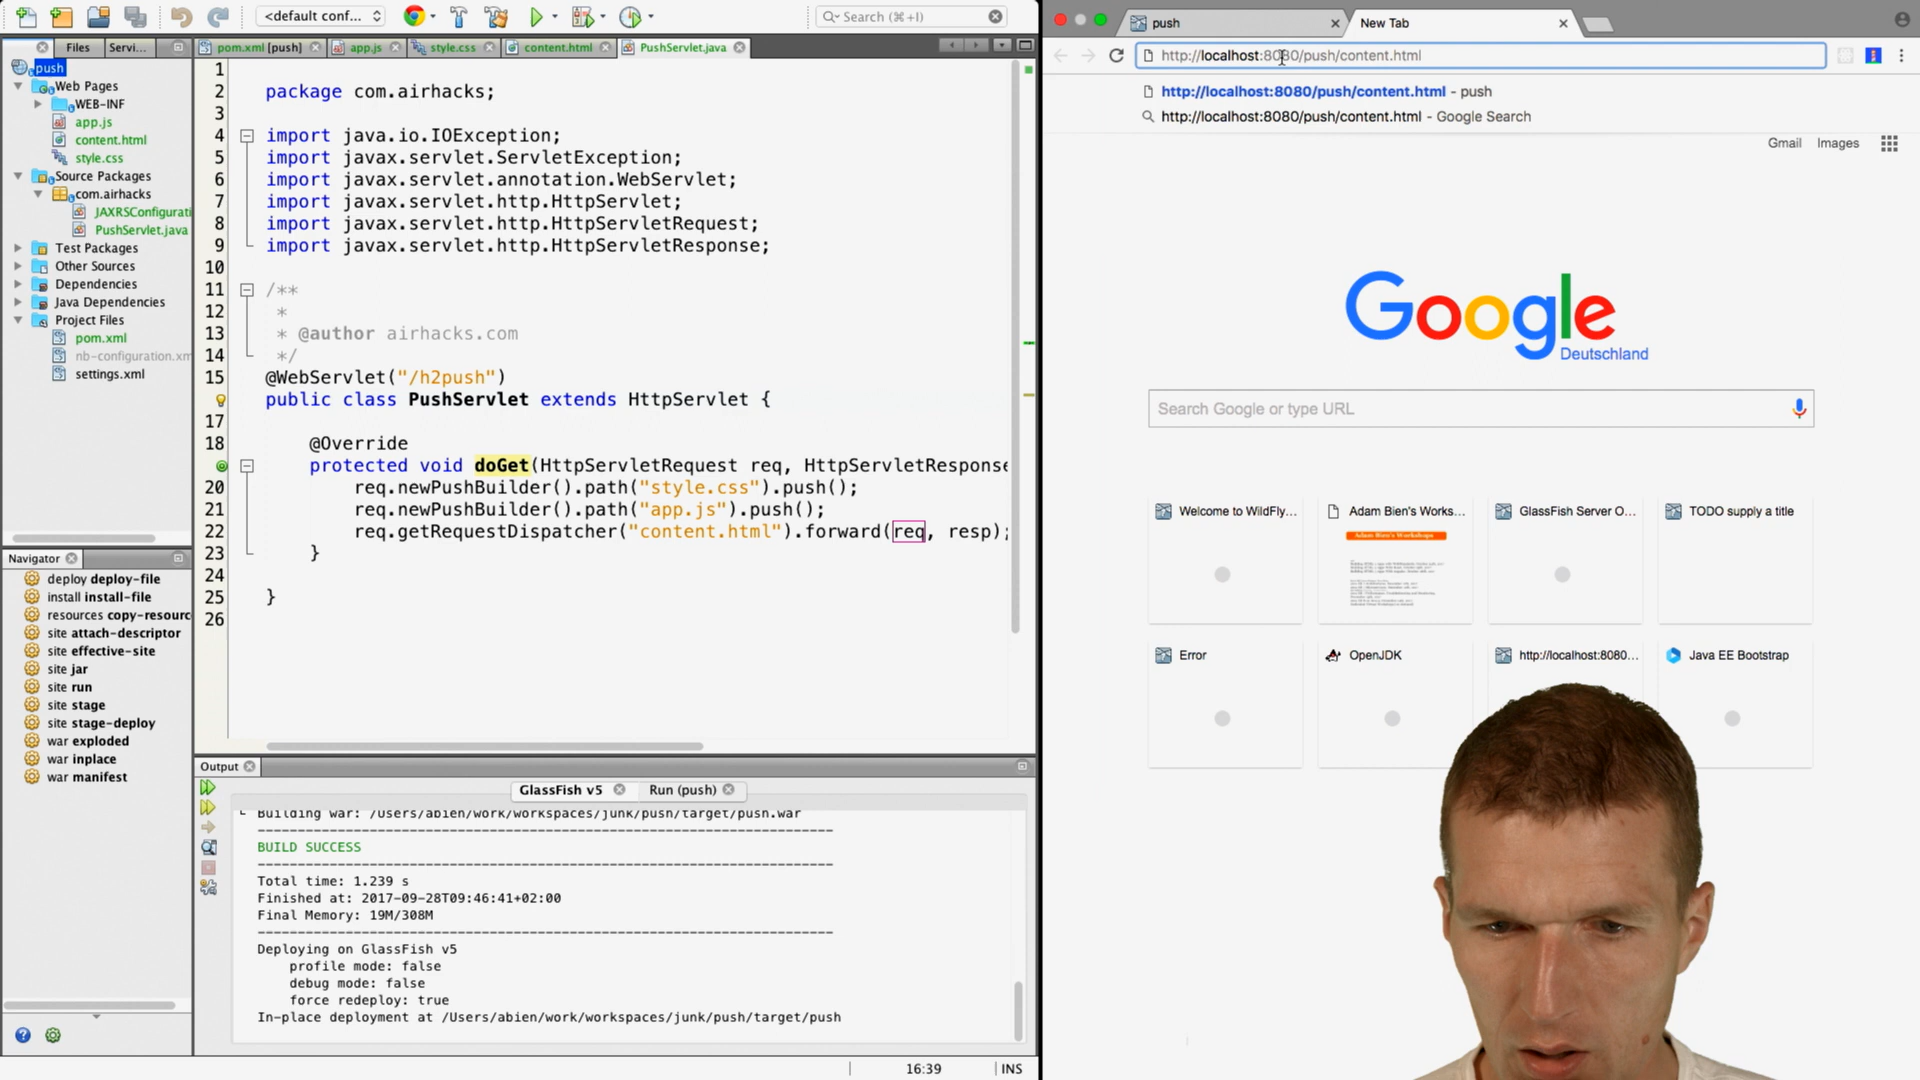 <default conf...
Search (⌘+I)
Files
Servi...
pom.xml [push]
app.js
style.css
content.html
PushServlet.java
push
Web Pages
WEB-INF
app.js
content.html
style.css
Source Packages
com.airhacks
JAXRSConfigurati
PushServlet.java
Test Packages
Other Sources
Dependencies
Java Dependencies
Project Files
pom.xml
nb-configuration.xm
settings.xml
Navigator
deploy deploy-file
install install-file
resources copy-resourc
site attach-descriptor
site effective-site
site jar
site run
site stage
site stage-deploy
war exploded
war inplace
war manifest
1
2 package com.airhacks;
3
4 import java.io.IOException;
5 import javax.servlet.ServletException;
6 import javax.servlet.annotation.WebServlet;
7 import javax.servlet.http.HttpServlet;
8 import javax.servlet.http.HttpServletRequest;
9 import javax.servlet.http.HttpServletResponse;
10
11 /**
12 *
13 * @author airhacks.com
14 */
15 @WebServlet("/h2push")
public class PushServlet extends HttpServlet {
17
18 @Override
protected void doGet(HttpServletRequest req, HttpServletResponse
20 req.newPushBuilder().path("style.css").push();
21 req.newPushBuilder().path("app.js").push();
22 req.getRequestDispatcher("content.html").forward(req, resp);
23 }
24
25 }
26
Output
GlassFish v5
Run (push)
Building war: /Users/abien/work/workspaces/junk/push/target/push.war
------------------------------------------------------------------------
BUILD SUCCESS
------------------------------------------------------------------------
Total time: 1.239 s
Finished at: 2017-09-28T09:46:41+02:00
Final Memory: 19M/308M
------------------------------------------------------------------------
Deploying on GlassFish v5
profile mode: false
debug mode: false
force redeploy: true
In-place deployment at /Users/abien/work/workspaces/junk/push/target/push
16:39
INS
push
New Tab
http://localhost:8080/push/content.html
http://localhost:8080/push/content.html - push
http://localhost:8080/push/content.html - Google Search
Gmail
Images
Google
Deutschland
Search Google or type URL
Welcome to WildFly...
Adam Bien's Works...
GlassFish Server O...
TODO supply a title
Adam Bien's Workshops
Error
OpenJDK
http://localhost:8080...
Java EE Bootstrap